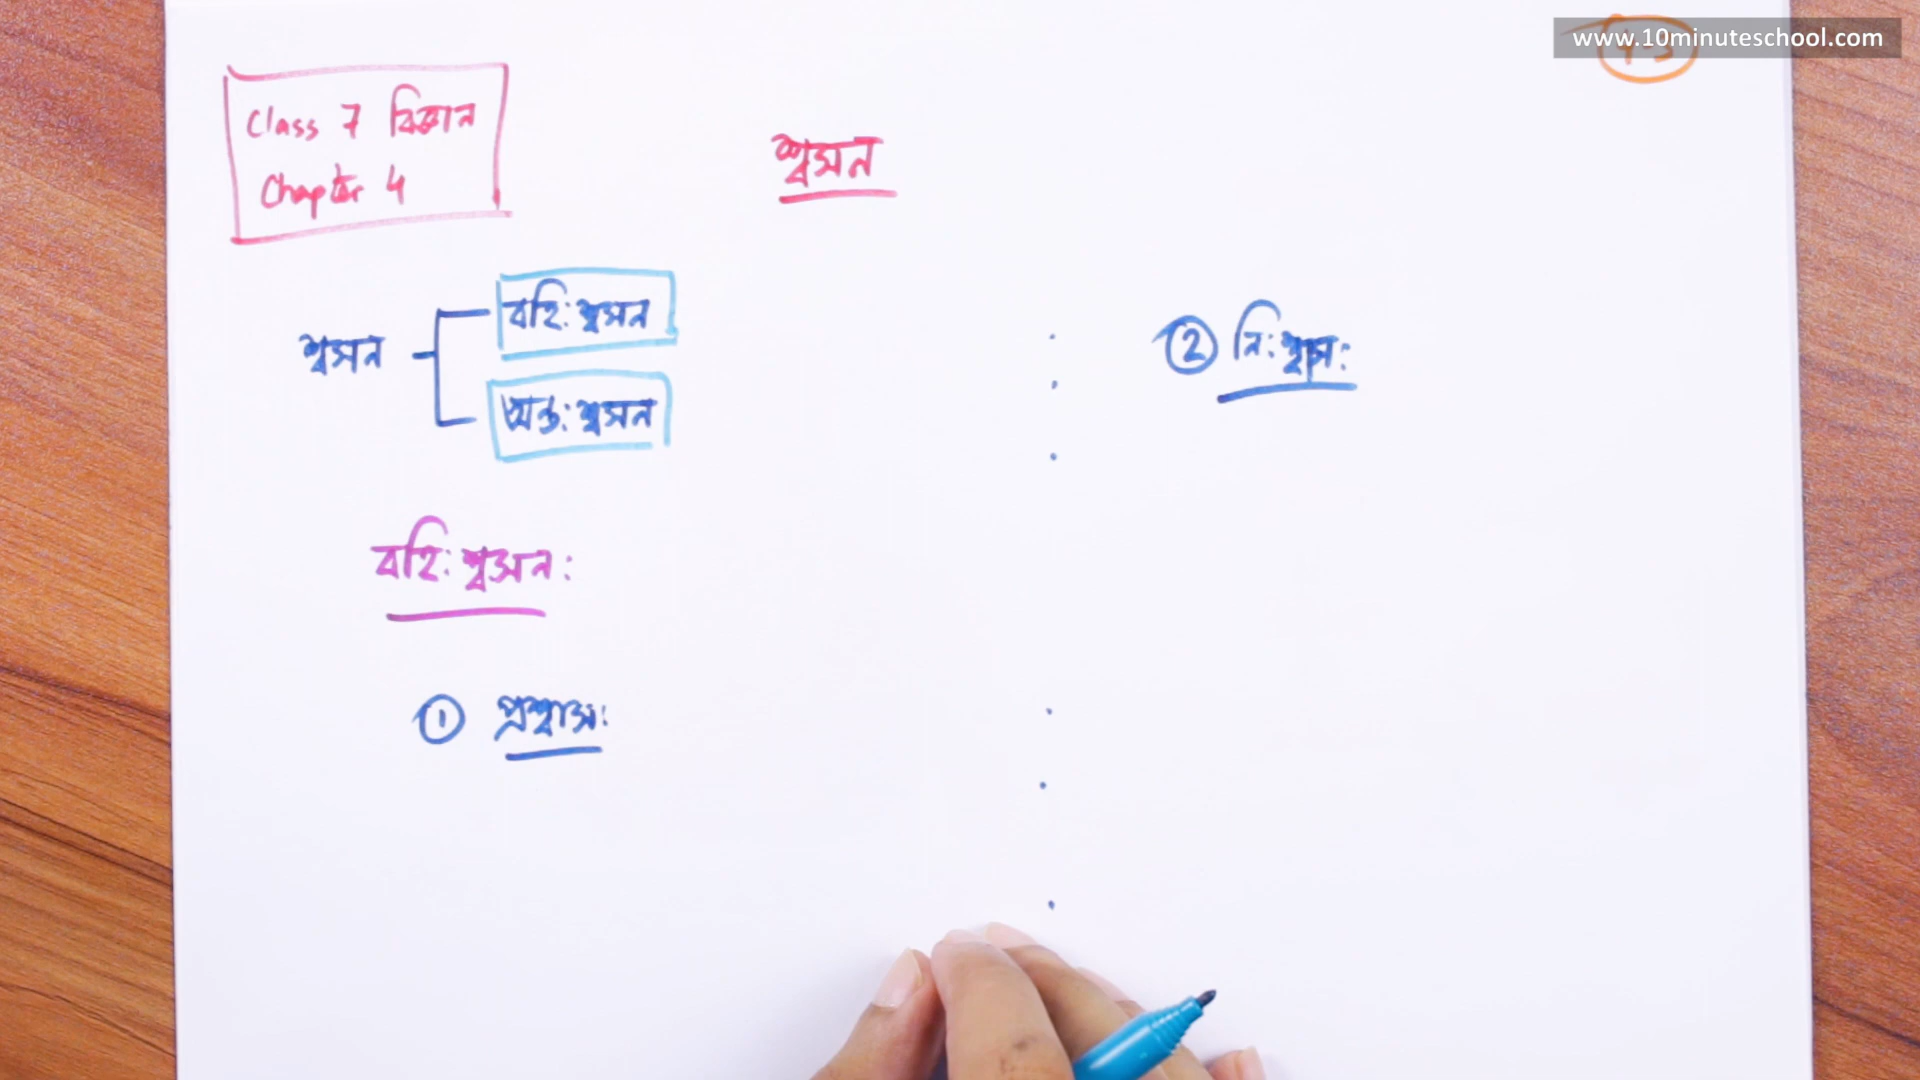 www.10minuteschool.com
Class 7 বিজ্ঞান
Chapter 4
শ্বসন
শ্বসন
বহি:শ্বসন
অন্ত:শ্বসন
বহি:শ্বসন:
① প্রশ্বাস:
② নি:শ্বাস: